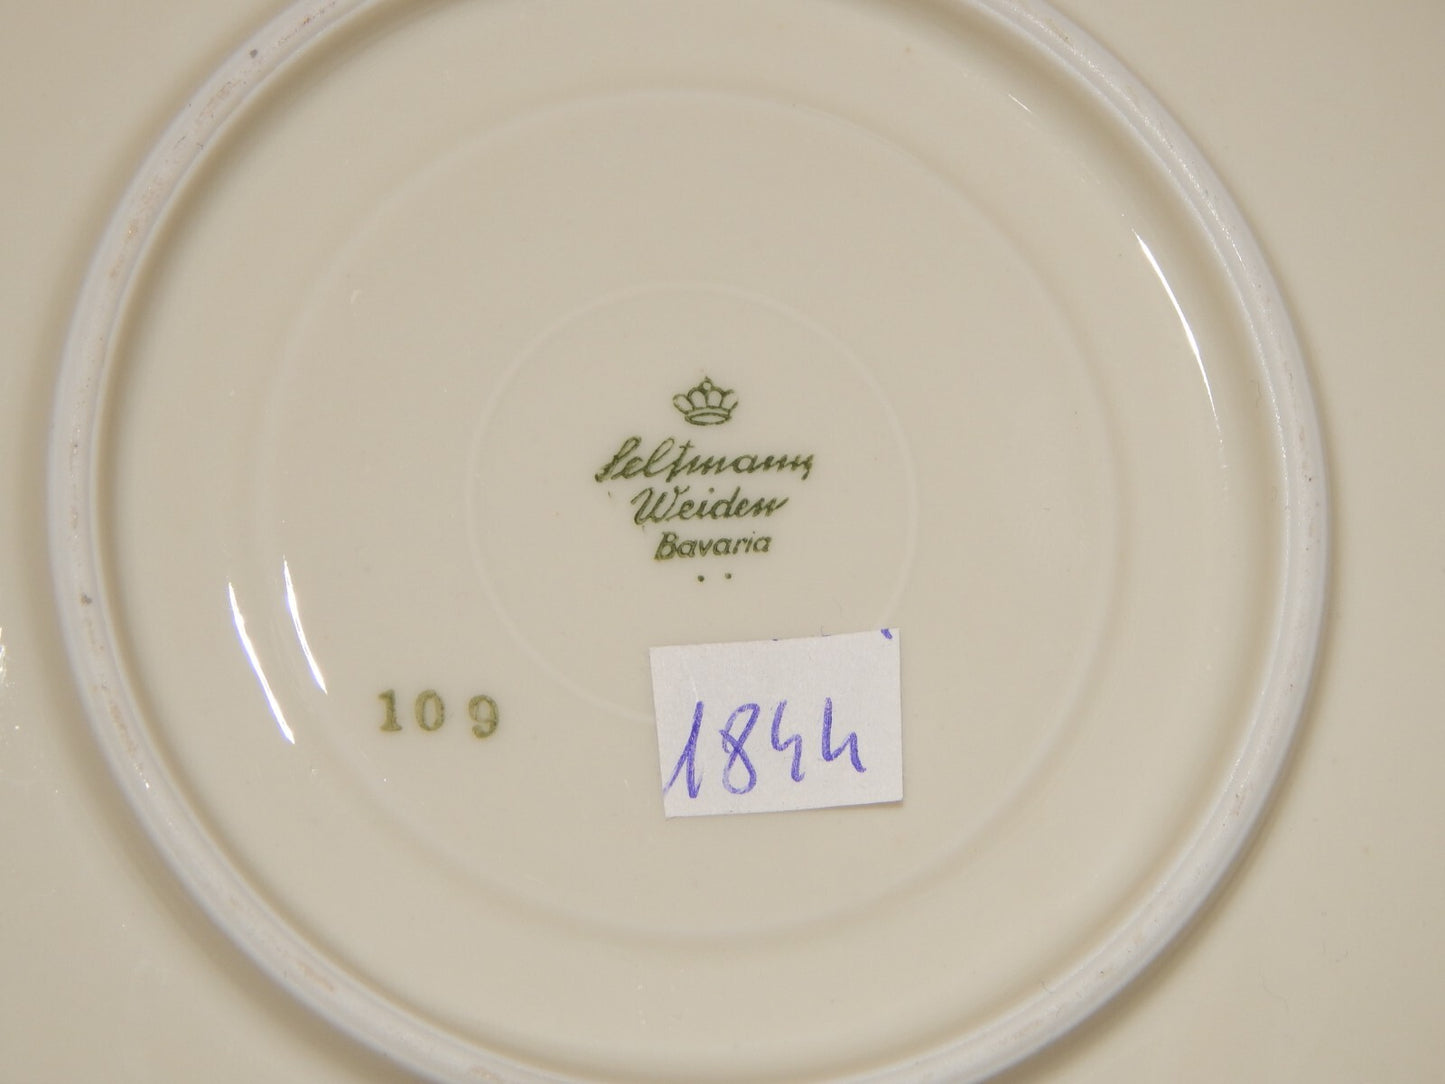 Seltmann
Weiden
Bavaria
109
1844